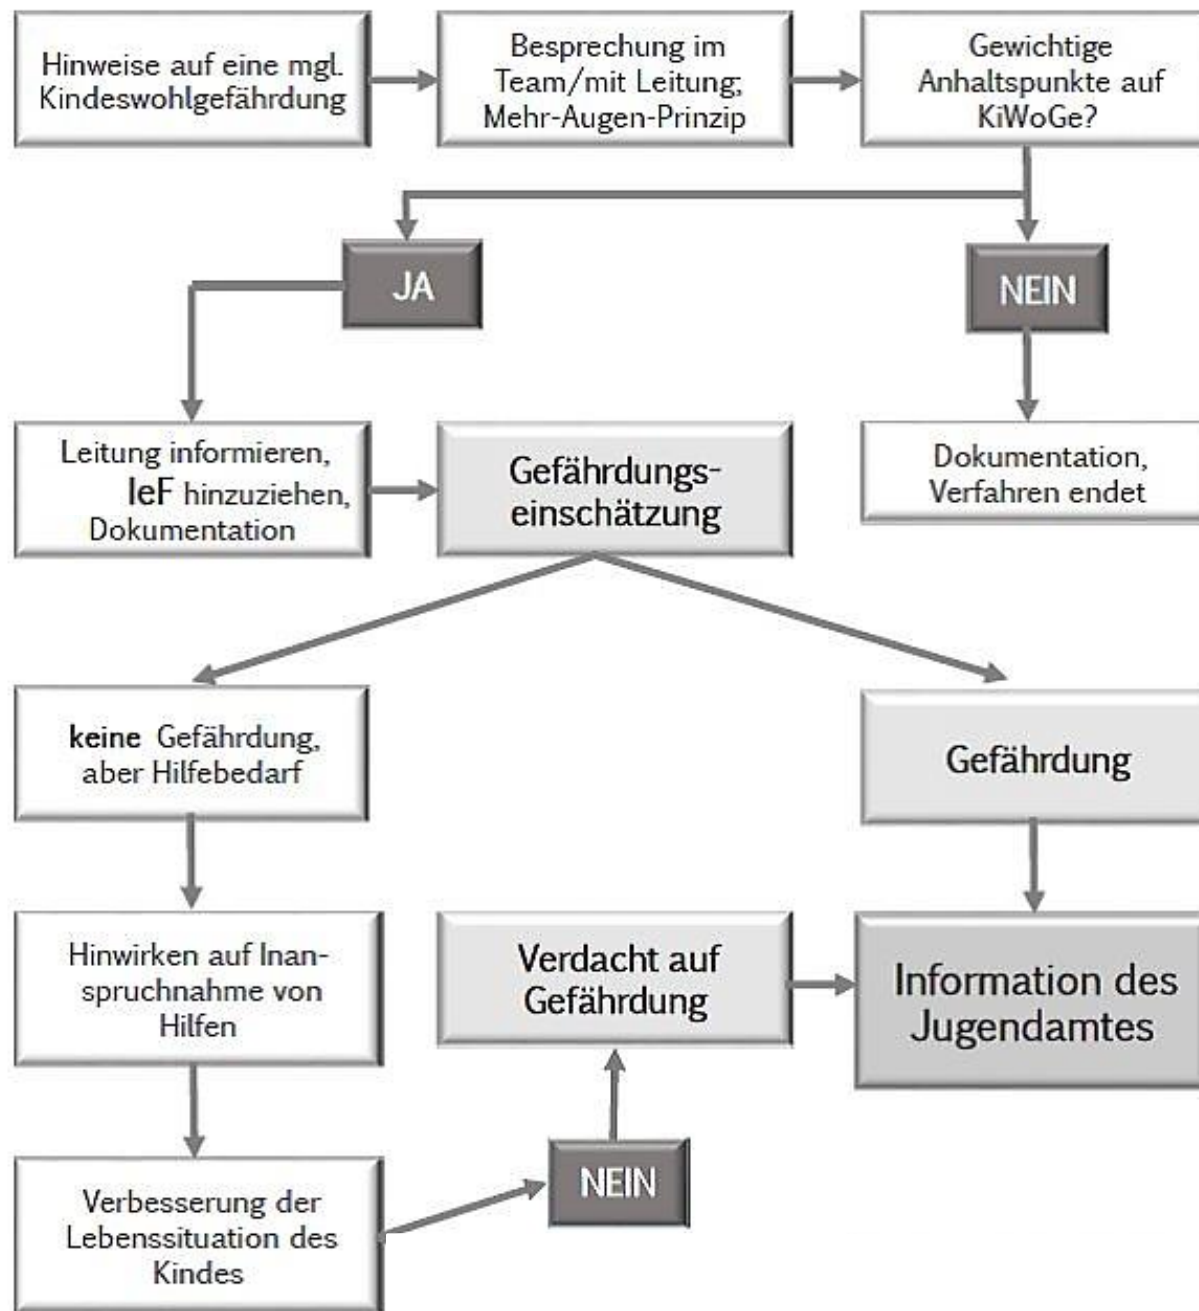 Hinweise auf eine mgl.
Kindeswohlgefährdung
Besprechung im
Team/mit Leitung;
Mehr-Augen-Prinzip
Gewichtige
Anhaltspunkte auf
KiWoGe?
JA
NEIN
Leitung informieren,
IeF hinzuziehen,
Dokumentation
Gefährdungs-
einschätzung
Dokumentation,
Verfahren endet
keine Gefährdung,
aber Hilfebedarf
Gefährdung
Hinwirken auf Inan-
spruchnahme von
Hilfen
Verdacht auf
Gefährdung
Information des
Jugendamtes
Verbesserung der
Lebenssituation des
Kindes
NEIN